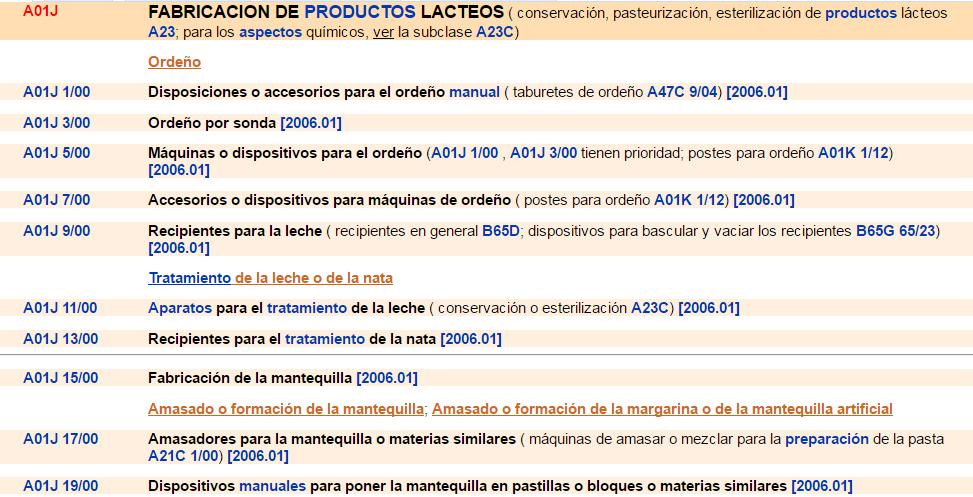 A01J FABRICACION DE PRODUCTOS LACTEOS ( conservación, pasteurización, esterilización de productos lácteos
A23; para los aspectos químicos, ver la subclase A23C)
Ordeño
A01J 1/00 Disposiciones o accesorios para el ordeño manual ( taburetes de ordeño A47C 9/04) [2006.01]
A01J 3/00 Ordeño por sonda [2006.01]
A01J 5/00 Máquinas o dispositivos para el ordeño (A01J 1/00 , A01J 3/00 tienen prioridad; postes para ordeño A01K 1/12)
[2006.01]
A01J 7/00 Accesorios o dispositivos para máquinas de ordeño ( postes para ordeño A01K 1/12) [2006.01]
A01J 9/00 Recipientes para la leche ( recipientes en general B65D; dispositivos para bascular y vaciar los recipientes B65G 65/23)
[2006.01]
Tratamiento de la leche o de la nata
A01J 11/00 Aparatos para el tratamiento de la leche ( conservación o esterilización A23C) [2006.01]
A01J 13/00 Recipientes para el tratamiento de la nata [2006.01]
A01J 15/00 Fabricación de la mantequilla [2006.01]
Amasado o formación de la mantequilla; Amasado o formación de la margarina o de la mantequilla artificial
A01J 17/00 Amasadores para la mantequilla o materias similares ( máquinas de amasar o mezclar para la preparación de la pasta
A21C 1/00) [2006.01]
A01J 19/00 Dispositivos manuales para poner la mantequilla en pastillas o bloques o materias similares [2006.01]